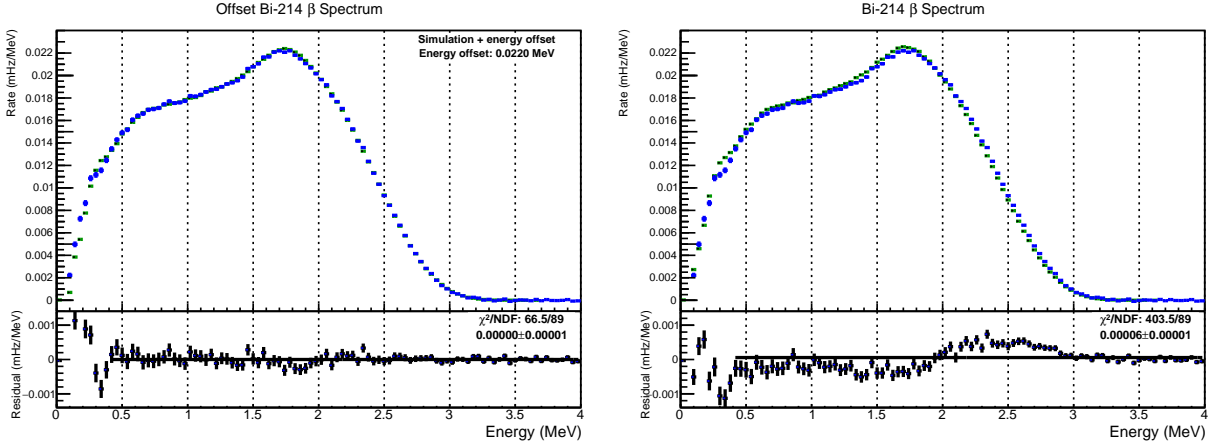 Offset Bi-214 β Spectrum
Rate (mHz/MeV)
0.022
0.02
0.018
0.016
0.014
0.012
0.01
0.008
0.006
0.004
0.002
0
Simulation + energy offset
Energy offset: 0.0220 MeV
Residual (mHz/MeV)
0.001
0
−0.001
χ²/NDF: 66.5/89
0.00000±0.00001
0 0.5 1 1.5 2 2.5 3 3.5 4
Energy (MeV)
Bi-214 β Spectrum
Rate (mHz/MeV)
0.022
0.02
0.018
0.016
0.014
0.012
0.01
0.008
0.006
0.004
0.002
0
Residual (mHz/MeV)
0.001
0
−0.001
χ²/NDF: 403.5/89
0.00006±0.00001
0 0.5 1 1.5 2 2.5 3 3.5 4
Energy (MeV)